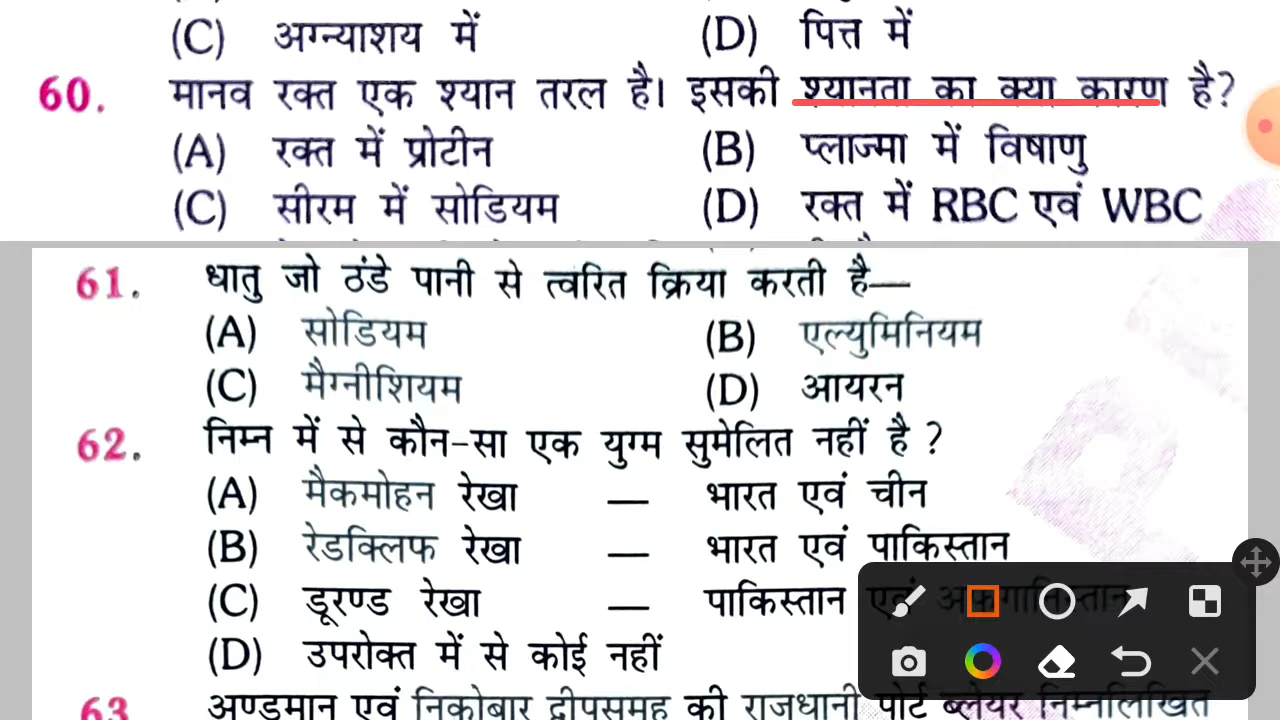 (C) अग्न्याशय में (D) पित्त में
60. मानव रक्त एक श्यान तरल है। इसकी श्यानता का क्या कारण है?
(A) रक्त में प्रोटीन (B) प्लाज्मा में विषाणु
(C) सीरम में सोडियम (D) रक्त में RBC एवं WBC
61. धातु जो ठंडे पानी से त्वरित क्रिया करती है—
(A) सोडियम (B) एल्युमिनियम
(C) मैग्नीशियम (D) आयरन
62. निम्न में से कौन-सा एक युग्म सुमेलित नहीं है ?
(A) मैकमोहन रेखा — भारत एवं चीन
(B) रेडक्लिफ रेखा — भारत एवं पाकिस्तान
(C) डूरण्ड रेखा — पाकिस्तान एवं अफगानिस्तान
(D) उपरोक्त में से कोई नहीं
63 अण्डमान एवं निकोबार द्वीपसमूह की राजधानी पोर्ट ब्लेयर निम्नलिखित